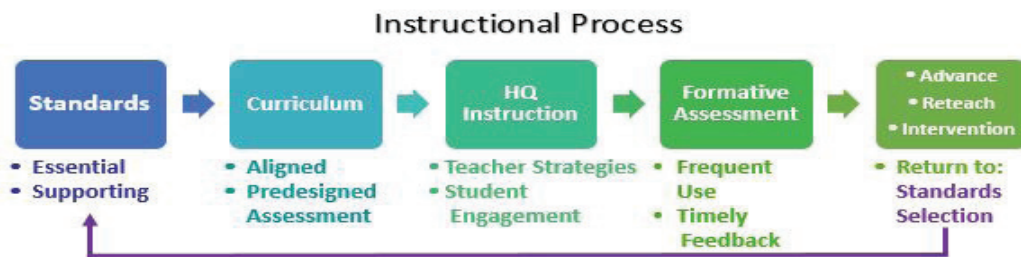 Instructional Process
Standards
• Essential
• Supporting
Curriculum
• Aligned
• Predesigned
Assessment
HQ
Instruction
• Teacher Strategies
• Student
Engagement
Formative
Assessment
• Frequent
Use
• Timely
Feedback
• Advance
• Reteach
• Intervention
• Return to:
Standards
Selection